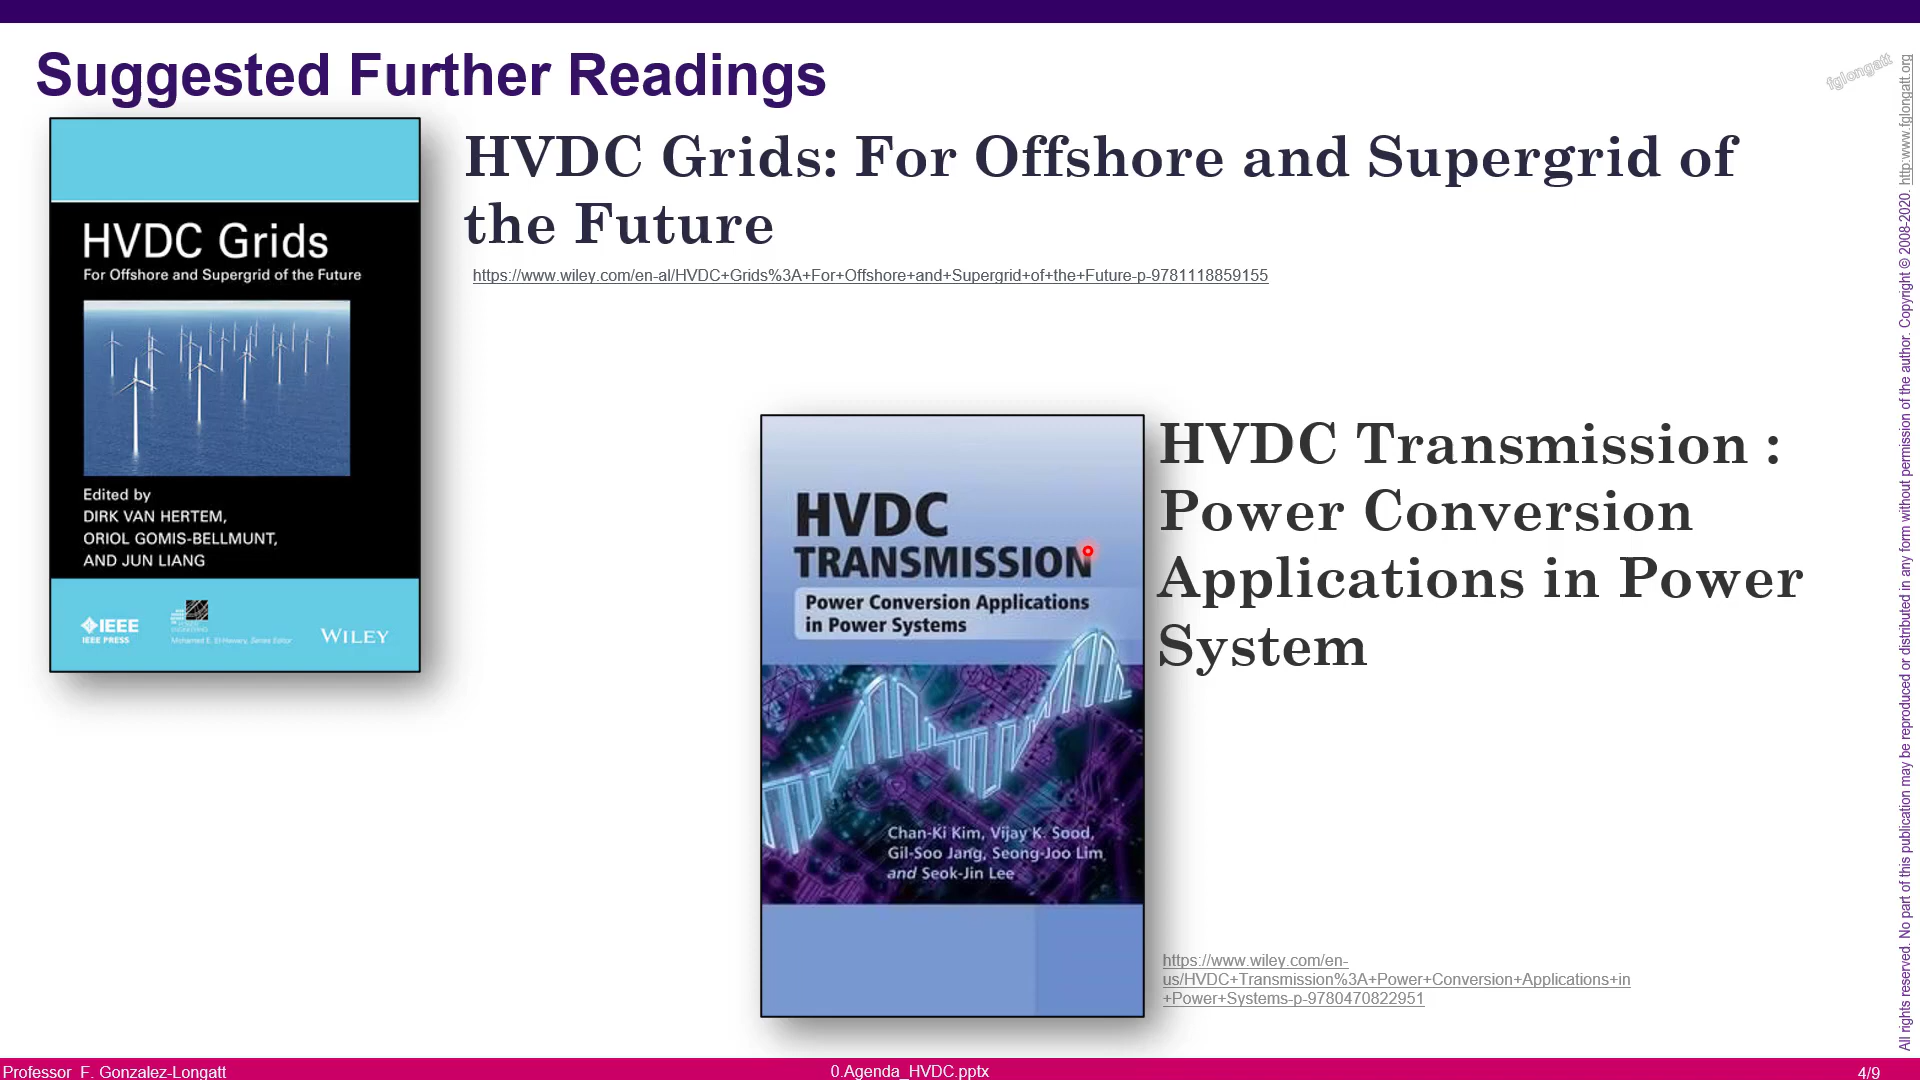 Suggested Further Readings
fglongatt
HVDC Grids: For Offshore and Supergrid of
the Future
https://www.wiley.com/en-al/HVDC+Grids%3A+For+Offshore+and+Supergrid+of+the+Future-p-9781118859155
HVDC Grids
For Offshore and Supergrid of the Future
Edited by
DIRK VAN HERTEM,
ORIOL GOMIS-BELLMUNT,
AND JUN LIANG
IEEE
IEEE PRESS
Mohamed E. El-Hawary, Series Editor
WILEY
HVDC
TRANSMISSION
Power Conversion Applications
in Power Systems
Chan-Ki Kim, Vijay K. Sood,
Gil-Soo Jang, Seong-Joo Lim,
and Seok-Jin Lee
HVDC Transmission :
Power Conversion
Applications in Power
System
https://www.wiley.com/en-
us/HVDC+Transmission%3A+Power+Conversion+Applications+in
+Power+Systems-p-9780470822951
All rights reserved. No part of this publication may be reproduced or distributed in any form without permission of the author. Copyright © 2008-2020. http:www.fglongatt.org
Professor F. Gonzalez-Longatt
0.Agenda_HVDC.pptx
4/9